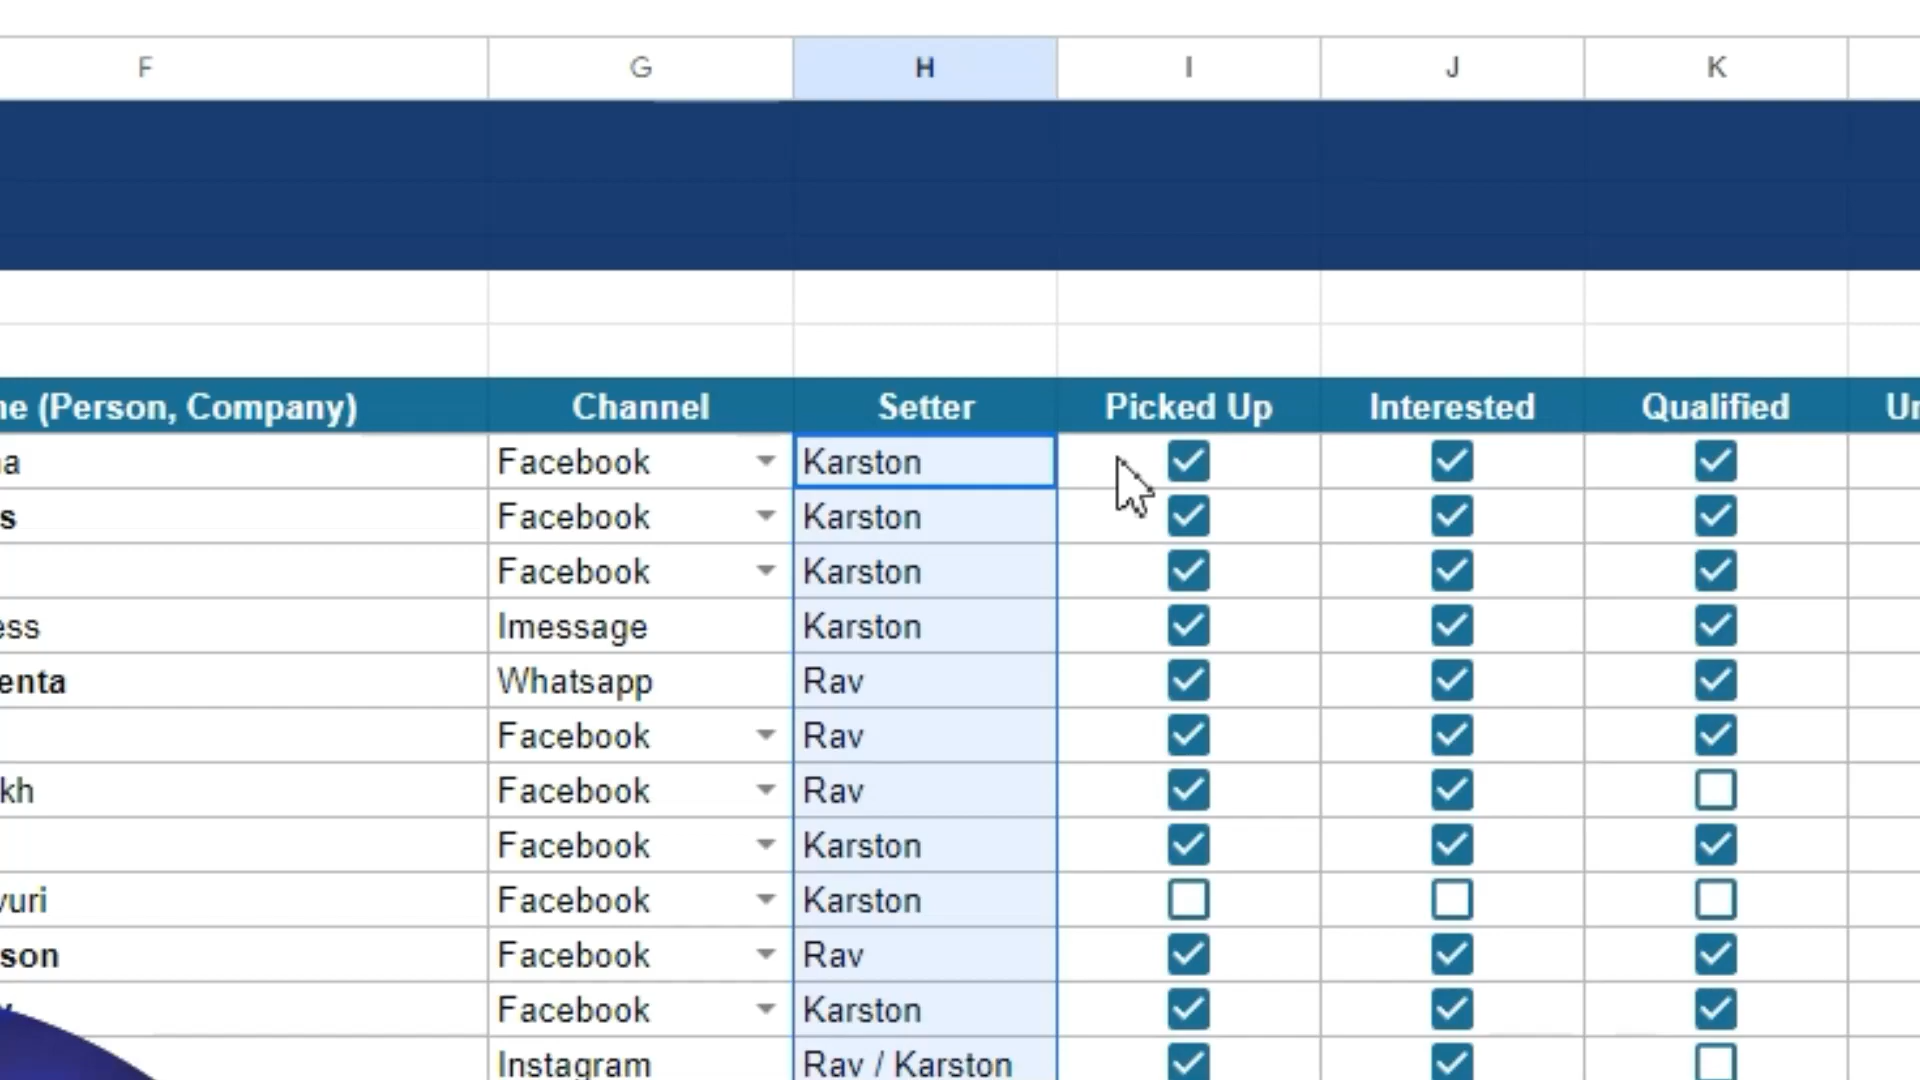 F G H I J K
ne (Person, Company) Channel Setter Picked Up Interested Qualified Un
na Facebook Karston
s Facebook Karston
Facebook Karston
ess Imessage Karston
enta Whatsapp Rav
Facebook Rav
kh Facebook Rav
Facebook Karston
yuri Facebook Karston
son Facebook Rav
Facebook Karston
Instagram Rav / Karston